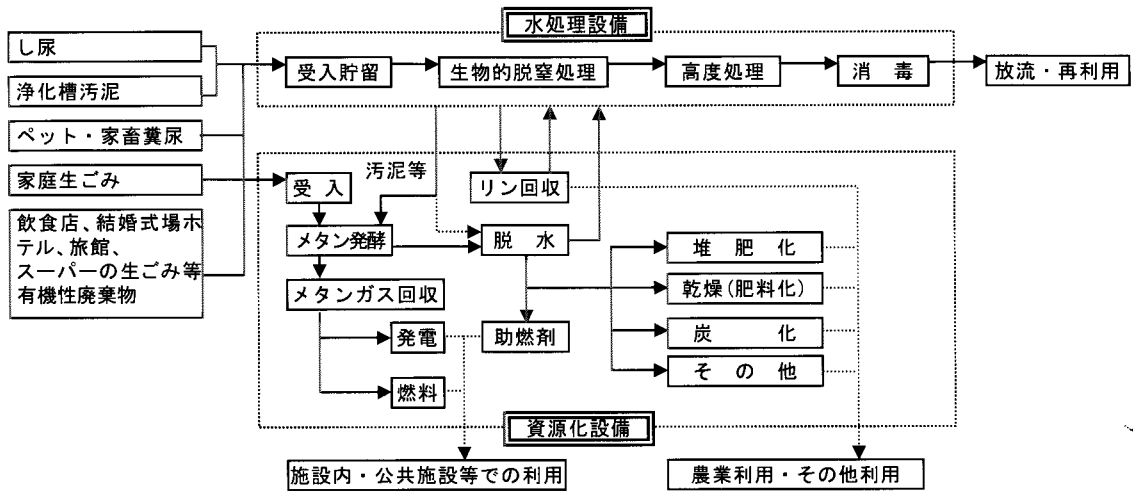 水処理設備
し尿
浄化槽汚泥
ペット・家畜糞尿
家庭生ごみ
飲食店、結婚式場ホ
テル、旅館、
スーパーの生ごみ等
有機性廃棄物
受入貯留
生物的脱窒処理
高度処理
消　毒
放流・再利用
汚泥等
受　入
リン回収
メタン発酵
脱　水
メタンガス回収
発電
助燃剤
燃料
堆　肥　化
乾燥(肥料化)
炭　　　化
そ　の　他
資源化設備
施設内・公共施設等での利用
農業利用・その他利用